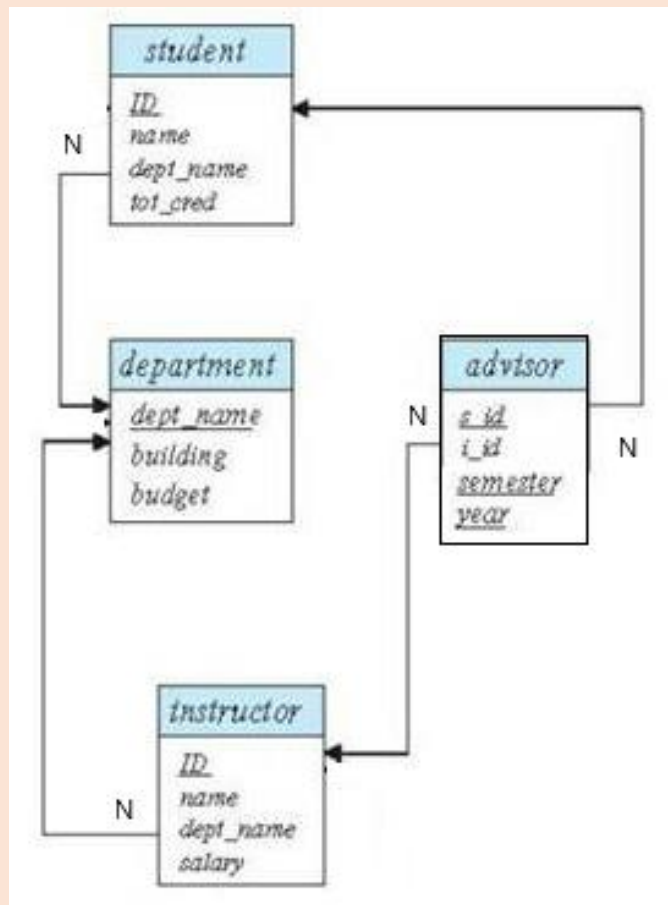 student
ID
name
dept_name
tot_cred
N
department
dept_name
building
budget
advisor
s_id
i_id
semester
year
N
N
instructor
ID
name
dept_name
salary
N